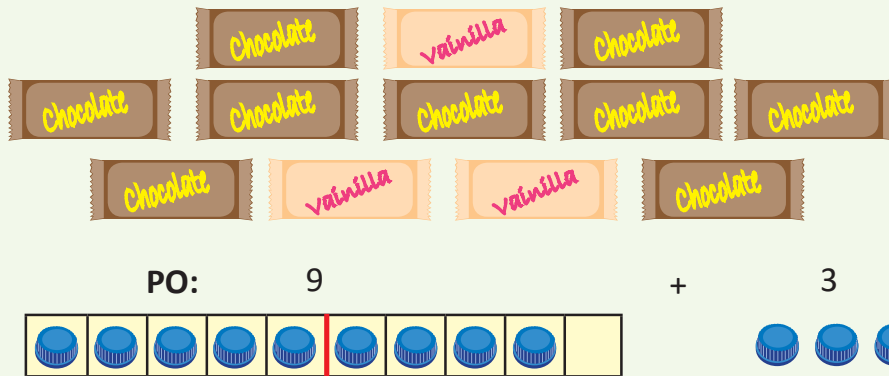 Chocolate Vainilla Chocolate
Chocolate Chocolate Chocolate Chocolate Chocolate
Chocolate Vainilla Vainilla Chocolate
PO: 9 + 3